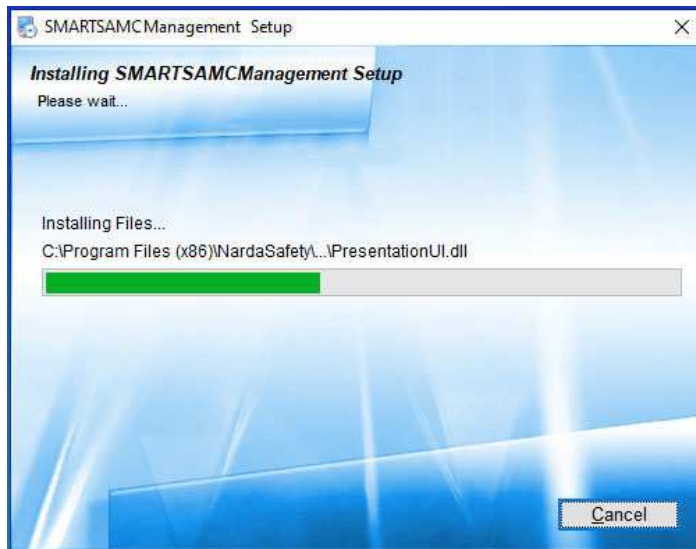 SMARTSAMCManagement Setup
Installing SMARTSAMCManagement Setup
Please wait...
Installing Files...
C:\Program Files (x86)\NardaSafety\...\PresentationUI.dll
Cancel